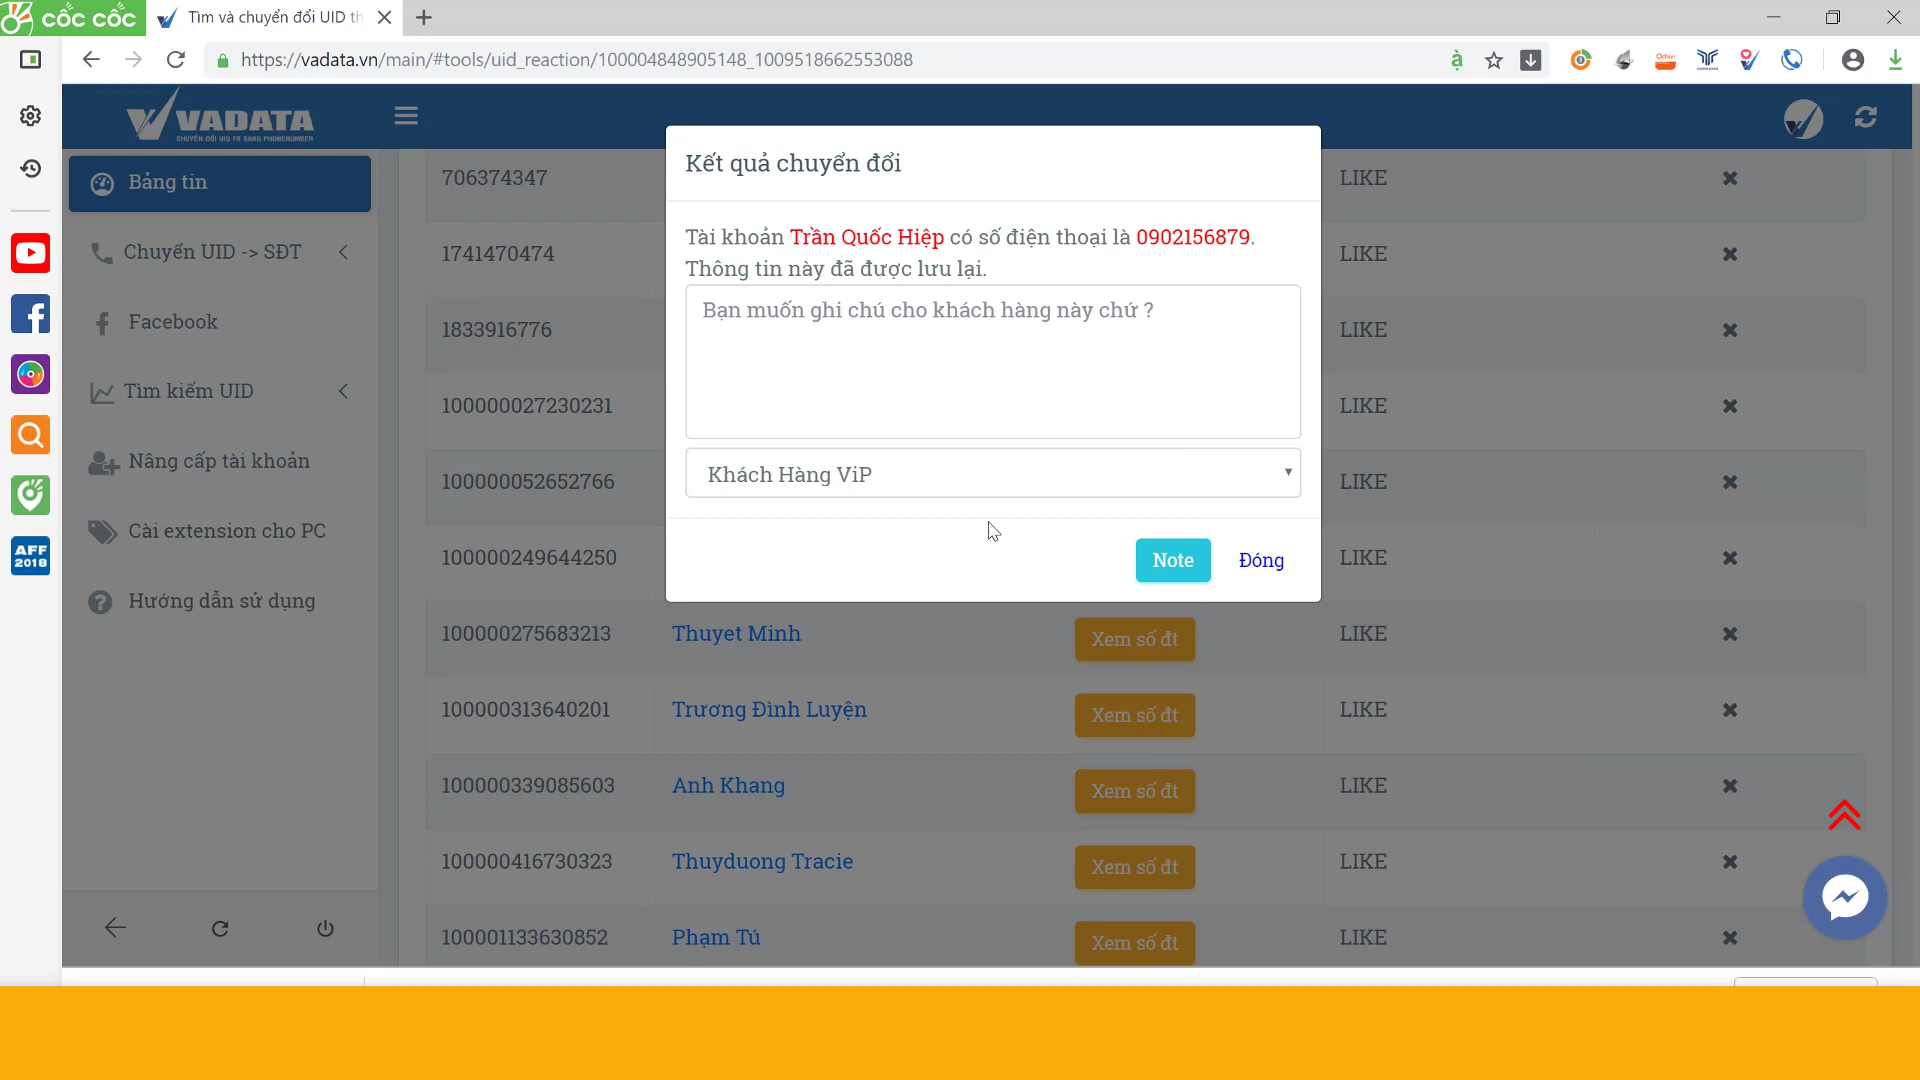 cốc cốc
Tìm và chuyển đổi UID th
https://vadata.vn/main/#tools/uid_reaction/100004848905148_1009518662553088
VADATA
CHUYỂN ĐỔI UID FB SANG PHONENUMBER
Bảng tin
Chuyển UID -> SĐT
Facebook
Tìm kiếm UID
Nâng cấp tài khoản
Cài extension cho PC
Hướng dẫn sử dụng
AFF
2018
Kết quả chuyển đổi
Tài khoản Trần Quốc Hiệp có số điện thoại là 0902156879.
Thông tin này đã được lưu lại.
Bạn muốn ghi chú cho khách hàng này chứ ?
Khách Hàng ViP
Note Đóng
706374347 LIKE
1741470474 LIKE
1833916776 LIKE
100000027230231 LIKE
100000052652766 LIKE
100000249644250 LIKE
100000275683213 Thuyet Minh Xem số đt LIKE
100000313640201 Trương Đình Luyện Xem số đt LIKE
100000339085603 Anh Khang Xem số đt LIKE
100000416730323 Thuyduong Tracie Xem số đt LIKE
100001133630852 Phạm Tú Xem số đt LIKE